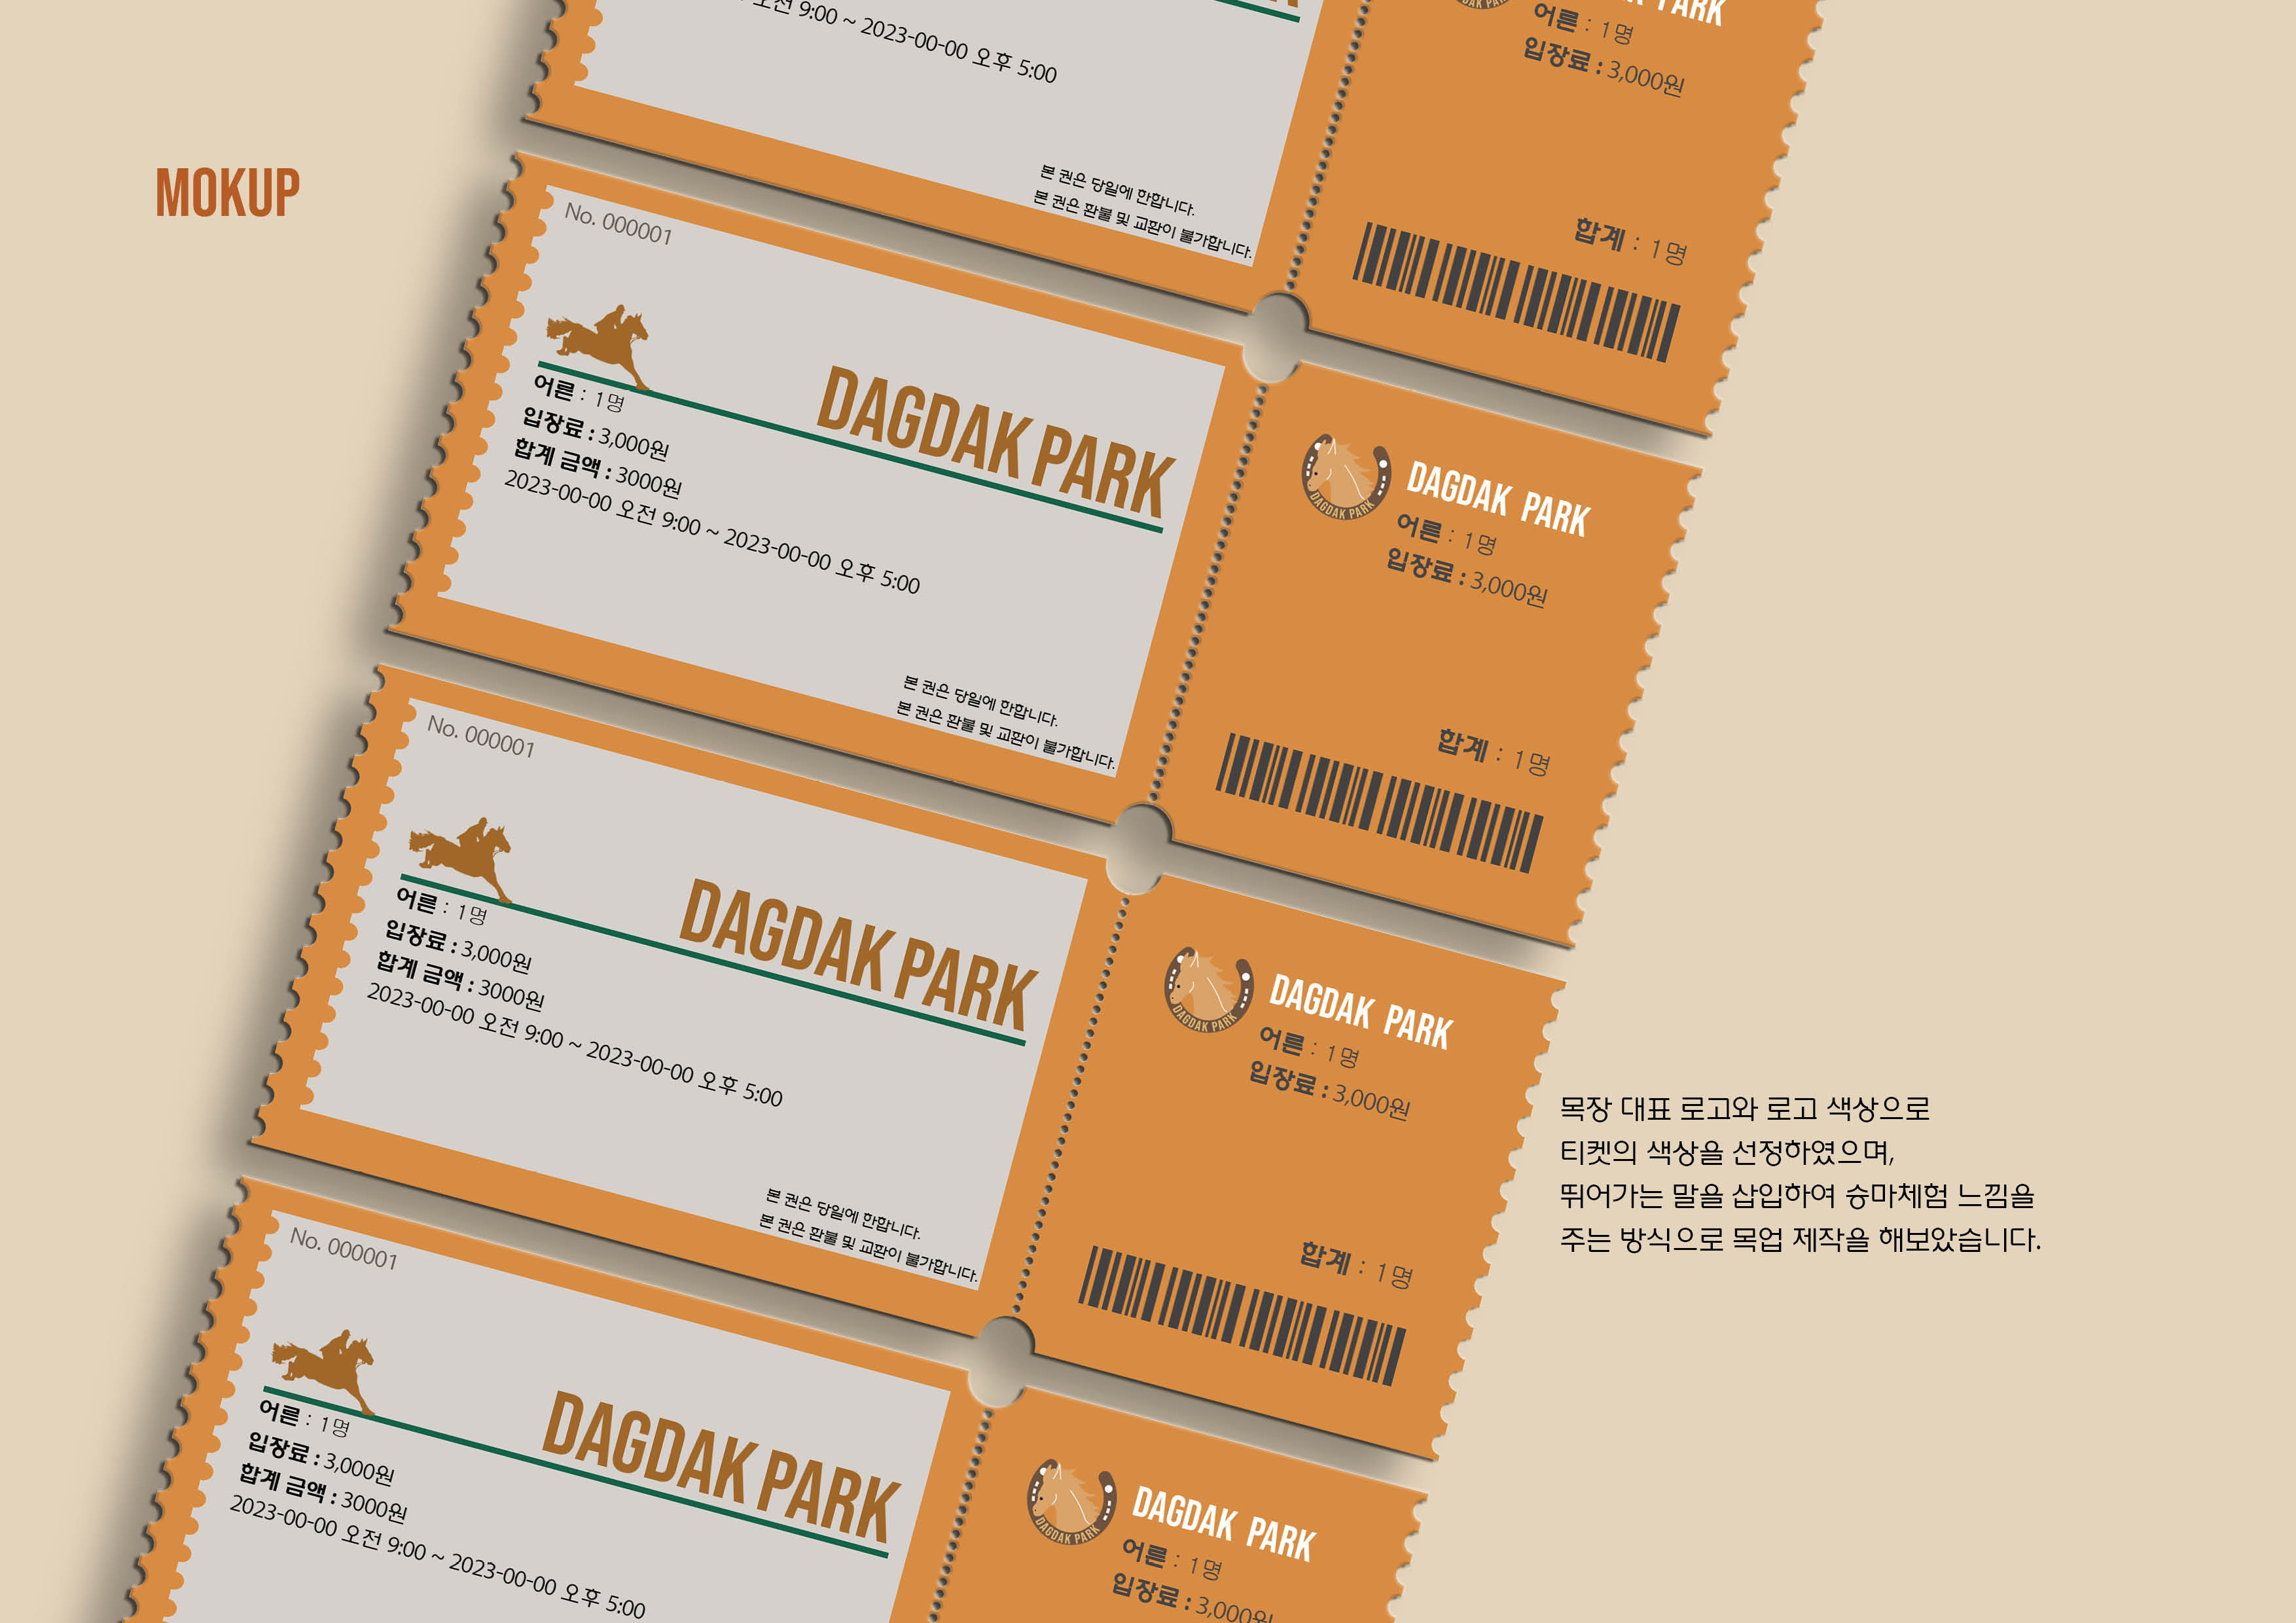 MOKUP
오전 9:00 ~ 2023-00-00 오후 5:00
본 권은 당일에 한합니다.
본 권은 환불 및 교환이 불가합니다.
PARK
어른 : 1명
입장료 : 3,000원
합계 : 1명
No. 000001
DAGDAK PARK
어른 : 1명
입장료 : 3,000원
합계 금액 : 3000원
2023-00-00 오전 9:00 ~ 2023-00-00 오후 5:00
본 권은 당일에 한합니다.
본 권은 환불 및 교환이 불가합니다.
DAGDAK PARK
DAGDAK PARK
어른 : 1명
입장료 : 3,000원
합계 : 1명
No. 000001
DAGDAK PARK
어른 : 1명
입장료 : 3,000원
합계 금액 : 3000원
2023-00-00 오전 9:00 ~ 2023-00-00 오후 5:00
본 권은 당일에 한합니다.
본 권은 환불 및 교환이 불가합니다.
DAGDAK PARK
DAGDAK PARK
어른 : 1명
입장료 : 3,000원
합계 : 1명
No. 000001
DAGDAK PARK
어른 : 1명
입장료 : 3,000원
합계 금액 : 3000원
2023-00-00 오전 9:00 ~ 2023-00-00 오후 5:00
DAGDAK PARK
DAGDAK PARK
어른 : 1명
입장료 : 3,000원
목장 대표 로고와 로고 색상으로
티켓의 색상을 선정하였으며,
뛰어가는 말을 삽입하여 승마체험 느낌을
주는 방식으로 목업 제작을 해보았습니다.